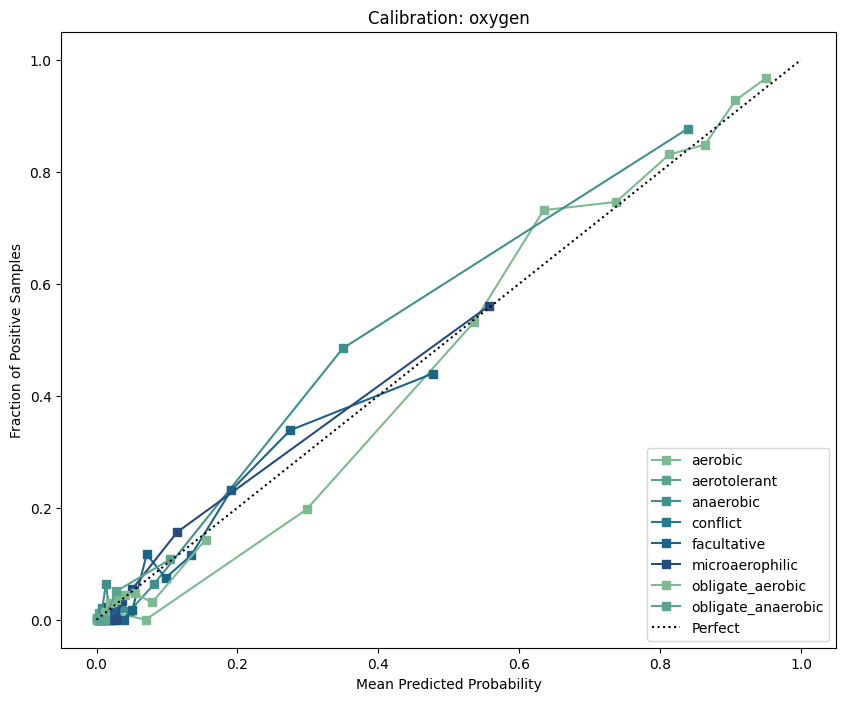 Calibration: oxygen
Fraction of Positive Samples
1.0
0.8
0.6
0.4
0.2
0.0
0.0 0.2 0.4 0.6 0.8 1.0
Mean Predicted Probability
aerobic
aerotolerant
anaerobic
conflict
facultative
microaerophilic
obligate_aerobic
obligate_anaerobic
Perfect